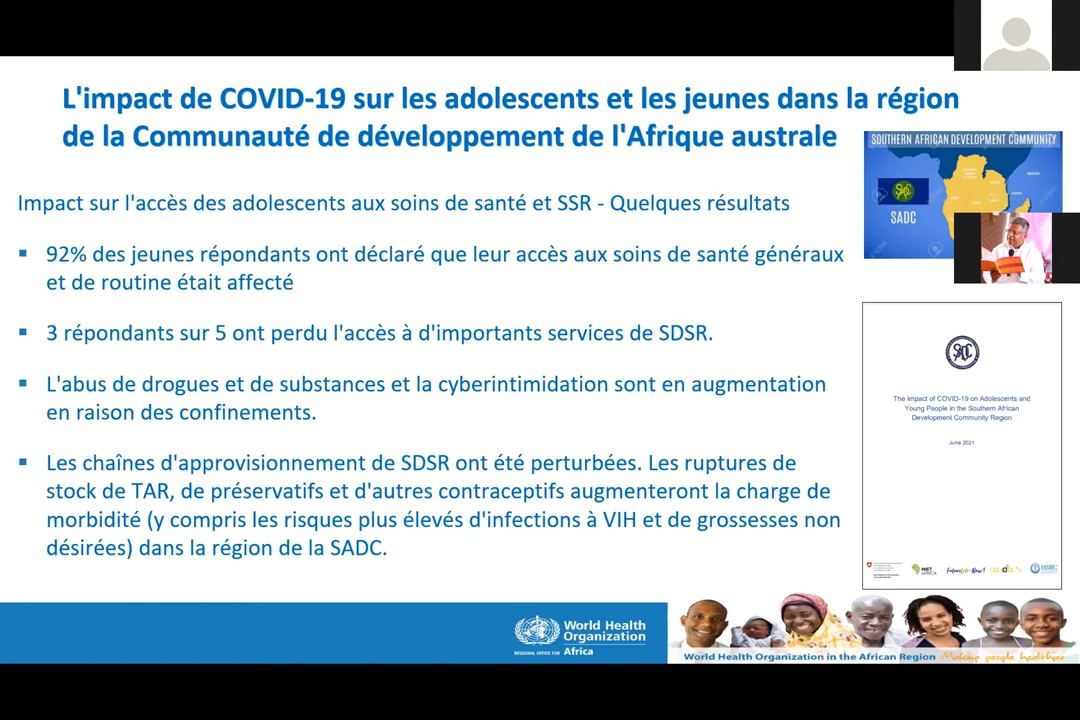 L'impact de COVID-19 sur les adolescents et les jeunes dans la région
de la Communauté de développement de l'Afrique australe
SOUTHERN AFRICAN DEVELOPMENT COMMUNITY
SADC
Impact sur l'accès des adolescents aux soins de santé et SSR - Quelques résultats
▪ 92% des jeunes répondants ont déclaré que leur accès aux soins de santé généraux
et de routine était affecté
▪ 3 répondants sur 5 ont perdu l'accès à d'importants services de SDSR.
▪ L'abus de drogues et de substances et la cyberintimidation sont en augmentation
en raison des confinements.
▪ Les chaînes d'approvisionnement de SDSR ont été perturbées. Les ruptures de
stock de TAR, de préservatifs et d'autres contraceptifs augmenteront la charge de
morbidité (y compris les risques plus élevés d'infections à VIH et de grossesses non
désirées) dans la région de la SADC.
The Impact of COVID-19 on Adolescents and
Young People in the Southern African
Development Community Region
June 2021
HSRC
World Health
Organization
REGIONAL OFFICE FOR Africa
World Health Organization in the African Region Making people healthier